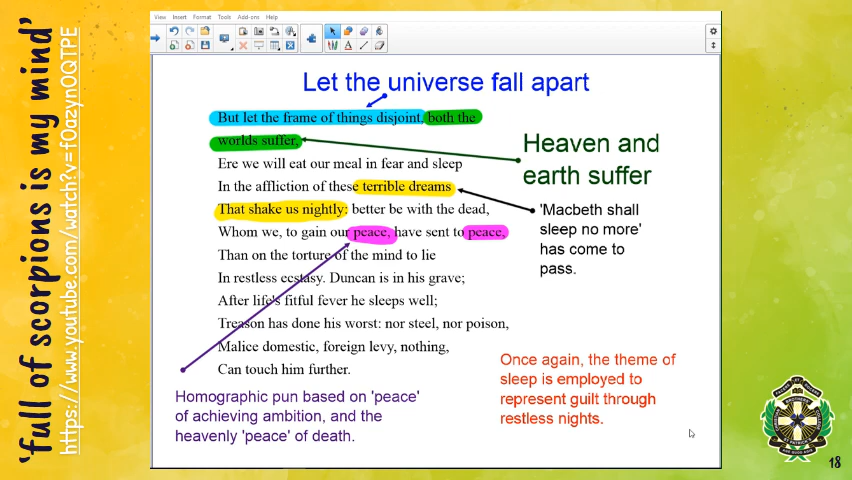 'full of scorpions is my mind'
https://www.youtube.com/watch?v=fOazyn0QTPE
View Insert Format Tools Add-ons Help
Let the universe fall apart
But let the frame of things disjoint, both the
worlds suffer,
Ere we will eat our meal in fear and sleep
In the affliction of these terrible dreams
That shake us nightly: better be with the dead,
Whom we, to gain our peace, have sent to peace,
Than on the torture of the mind to lie
In restless ecstasy. Duncan is in his grave;
After life's fitful fever he sleeps well;
Treason has done his worst: nor steel, nor poison,
Malice domestic, foreign levy, nothing,
Can touch him further.
Heaven and
earth suffer
'Macbeth shall
sleep no more'
has come to
pass.
Once again, the theme of
sleep is employed to
represent guilt through
restless nights.
Homographic pun based on 'peace'
of achieving ambition, and the
heavenly 'peace' of death.
18